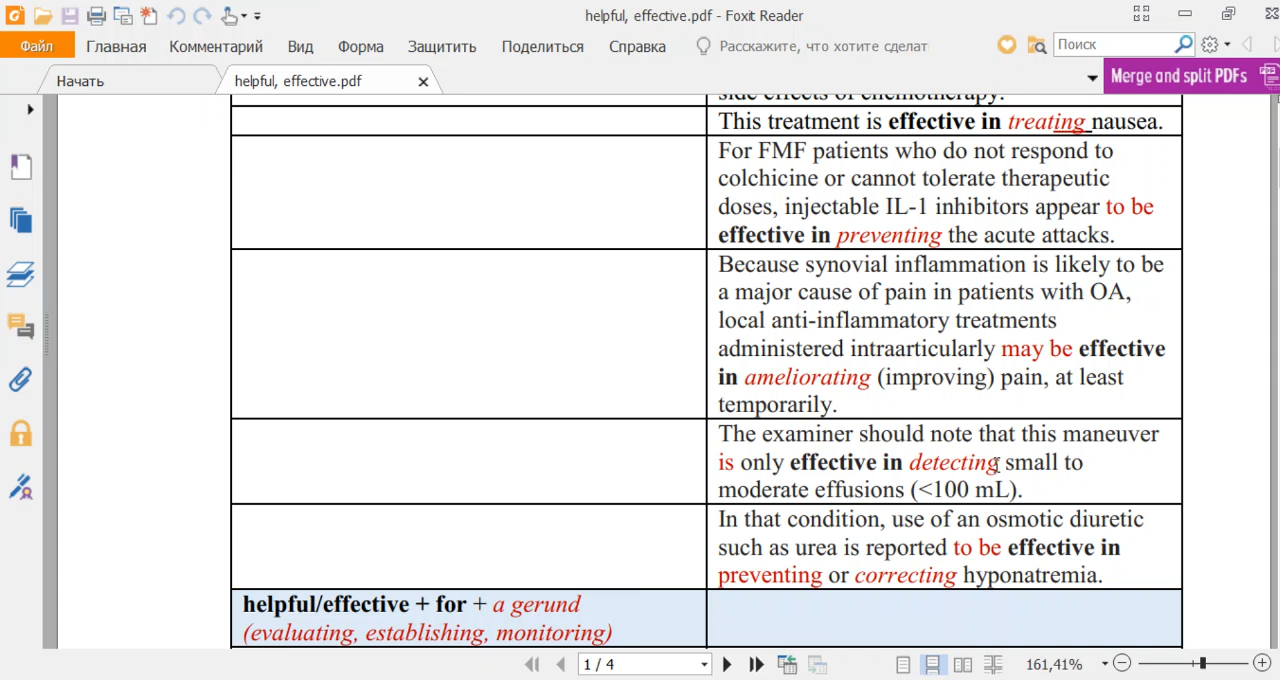 helpful, effective.pdf - Foxit Reader
Файл Главная Комментарий Вид Форма Защитить Поделиться Справка Расскажите, что хотите сделат Поиск
Начать helpful, effective.pdf Merge and split PDFs
side effects of chemotherapy.
This treatment is effective in treating nausea.
For FMF patients who do not respond to
colchicine or cannot tolerate therapeutic
doses, injectable IL-1 inhibitors appear to be
effective in preventing the acute attacks.
Because synovial inflammation is likely to be
a major cause of pain in patients with OA,
local anti-inflammatory treatments
administered intraarticularly may be effective
in ameliorating (improving) pain, at least
temporarily.
The examiner should note that this maneuver
is only effective in detecting small to
moderate effusions (<100 mL).
In that condition, use of an osmotic diuretic
such as urea is reported to be effective in
preventing or correcting hyponatremia.
helpful/effective + for + a gerund
(evaluating, establishing, monitoring)
1 / 4 161,41%